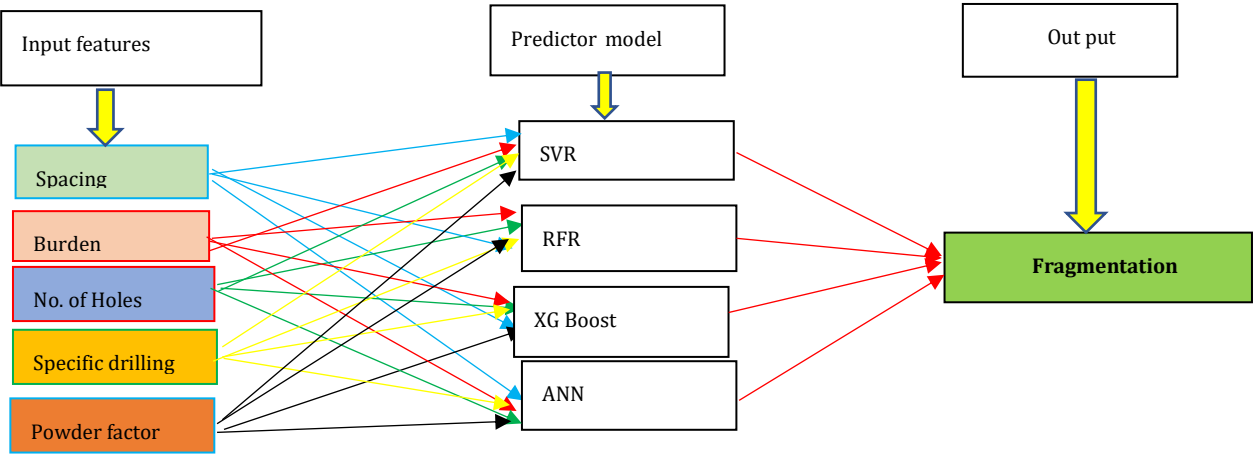 Input features
Predictor model
Out put
Spacing
Burden
No. of Holes
Specific drilling
Powder factor
SVR
RFR
XG Boost
ANN
Fragmentation